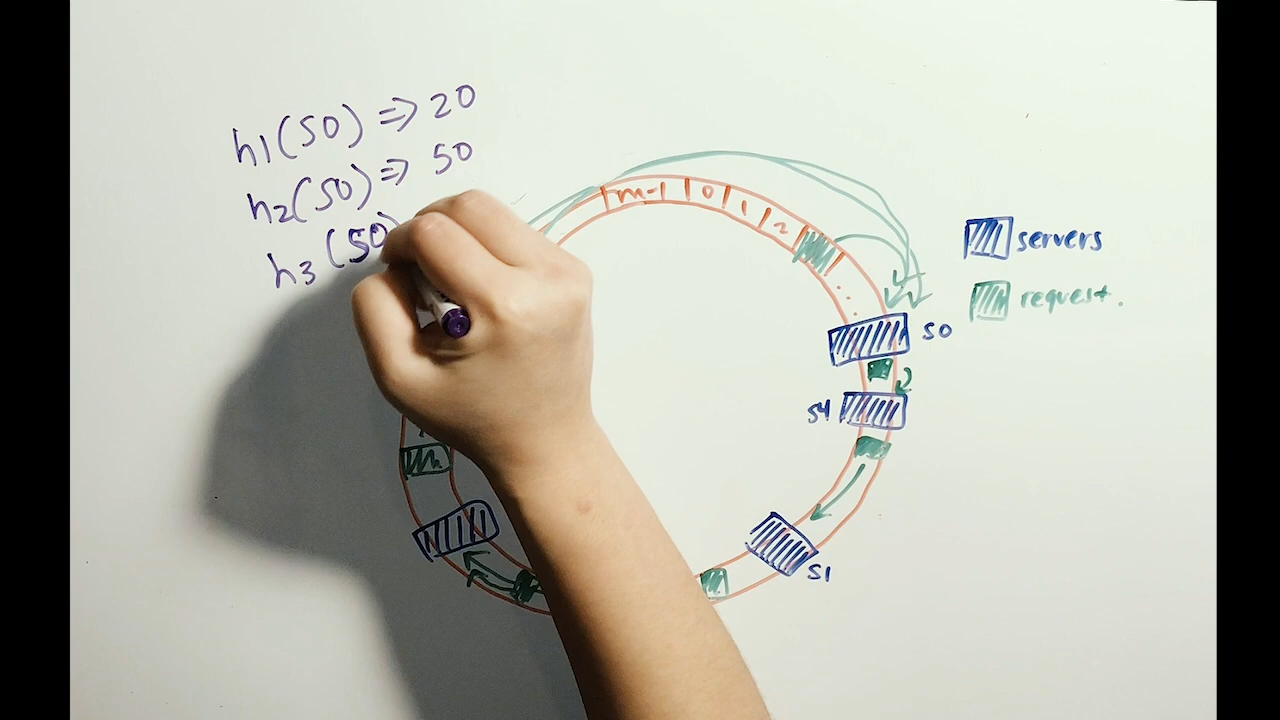 h1(50) => 20
h2(50) => 50
h3(50)
m-1 0 1 2
servers
request.
S0
S4
S1